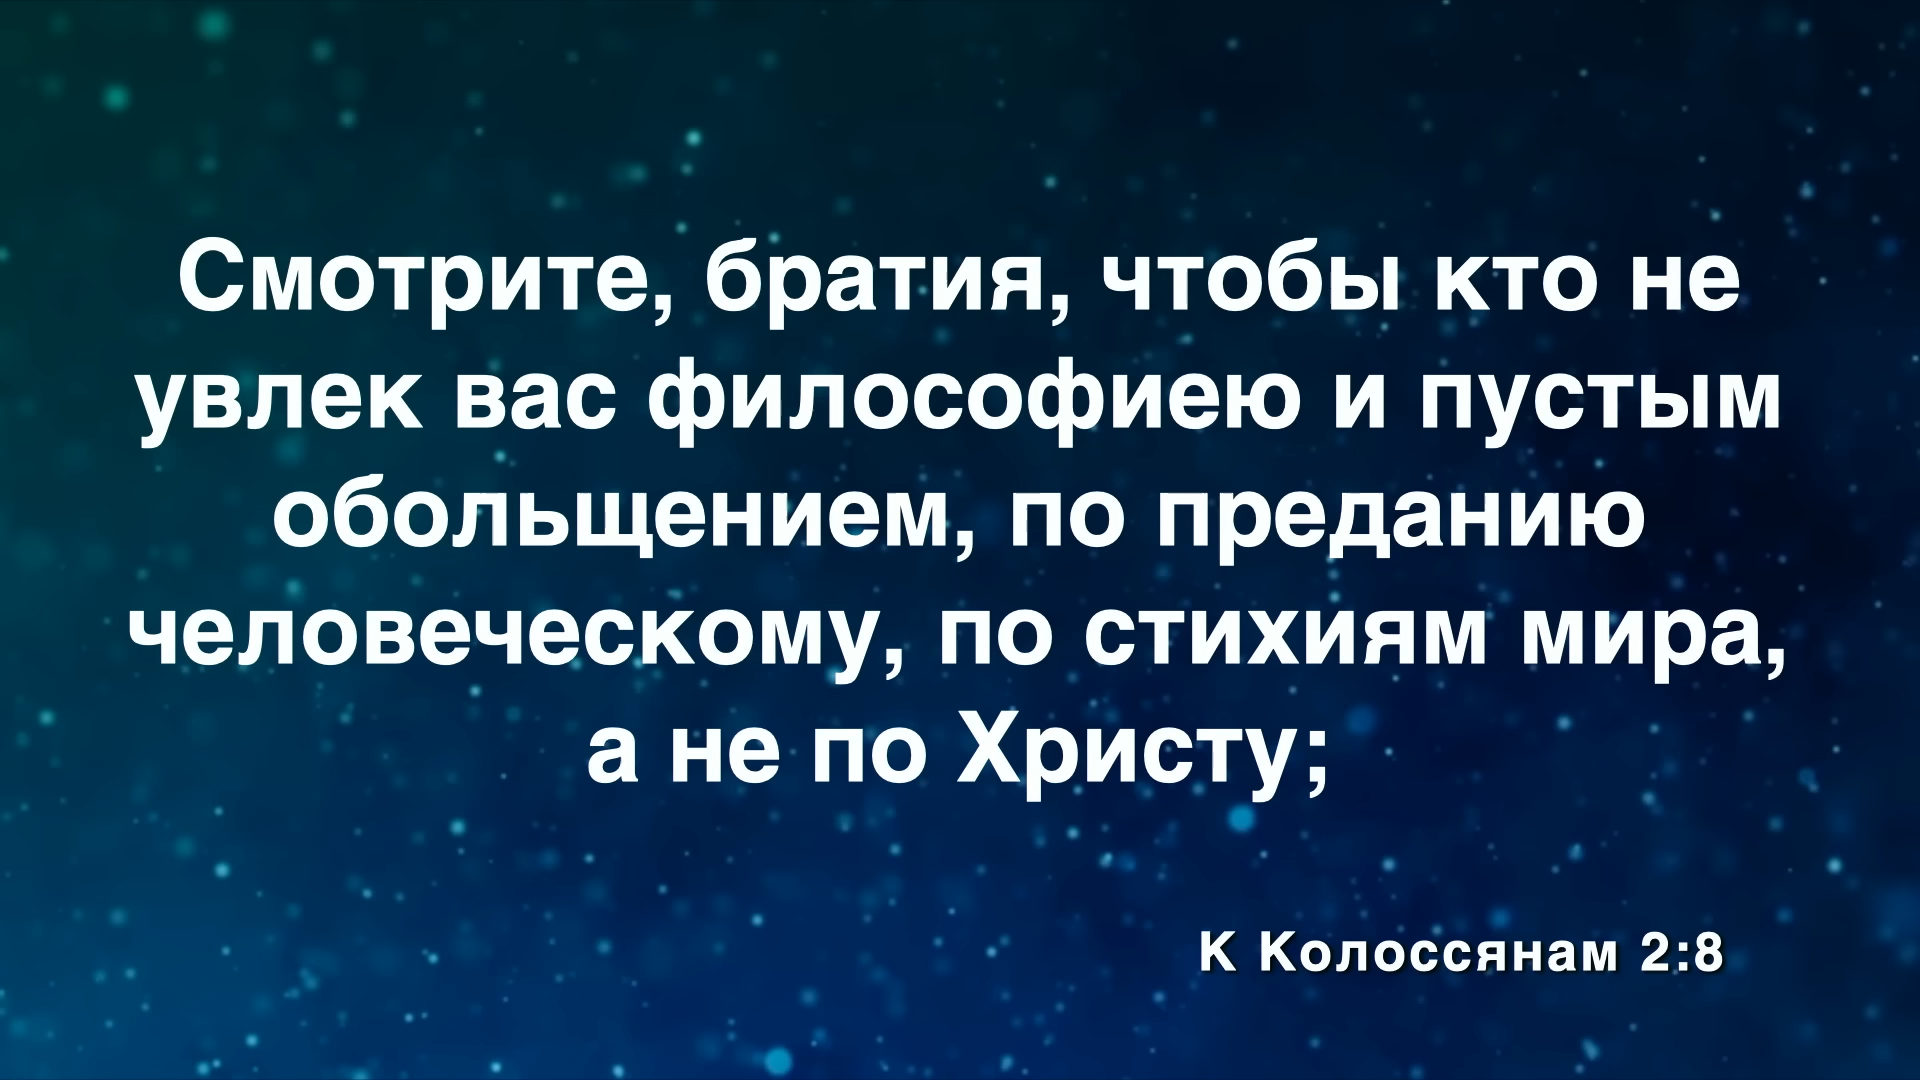 Смотрите, братия, чтобы кто не
увлек вас философиею и пустым
обольщением, по преданию
человеческому, по стихиям мира,
а не по Христу;
К Колоссянам 2:8